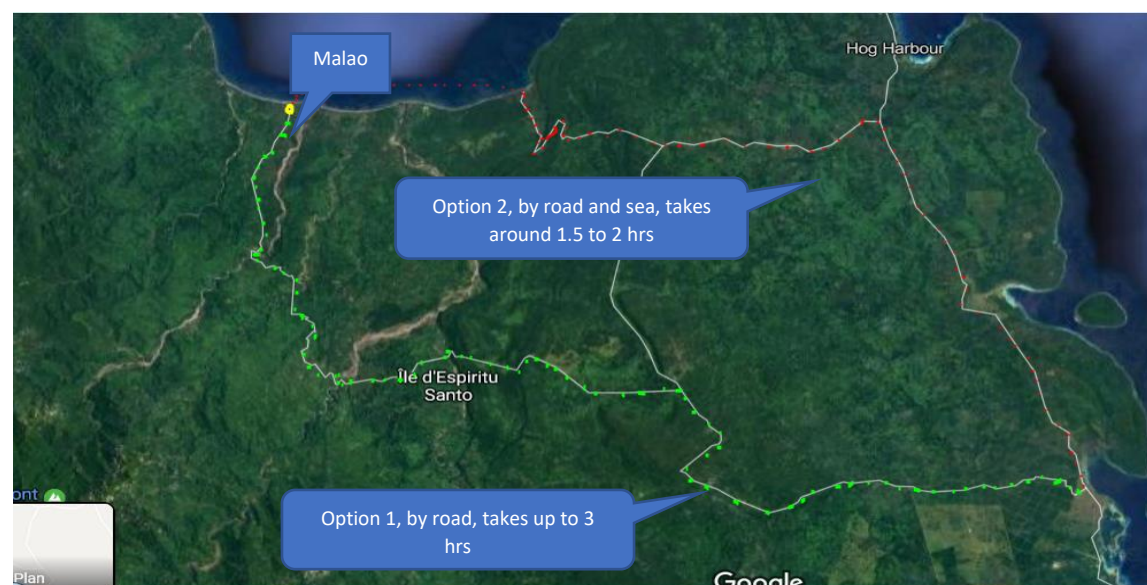 Malao
Hog Harbour
Option 2, by road and sea, takes
around 1.5 to 2 hrs
Île d'Espiritu
Santo
ont
Option 1, by road, takes up to 3
hrs
Plan
Google